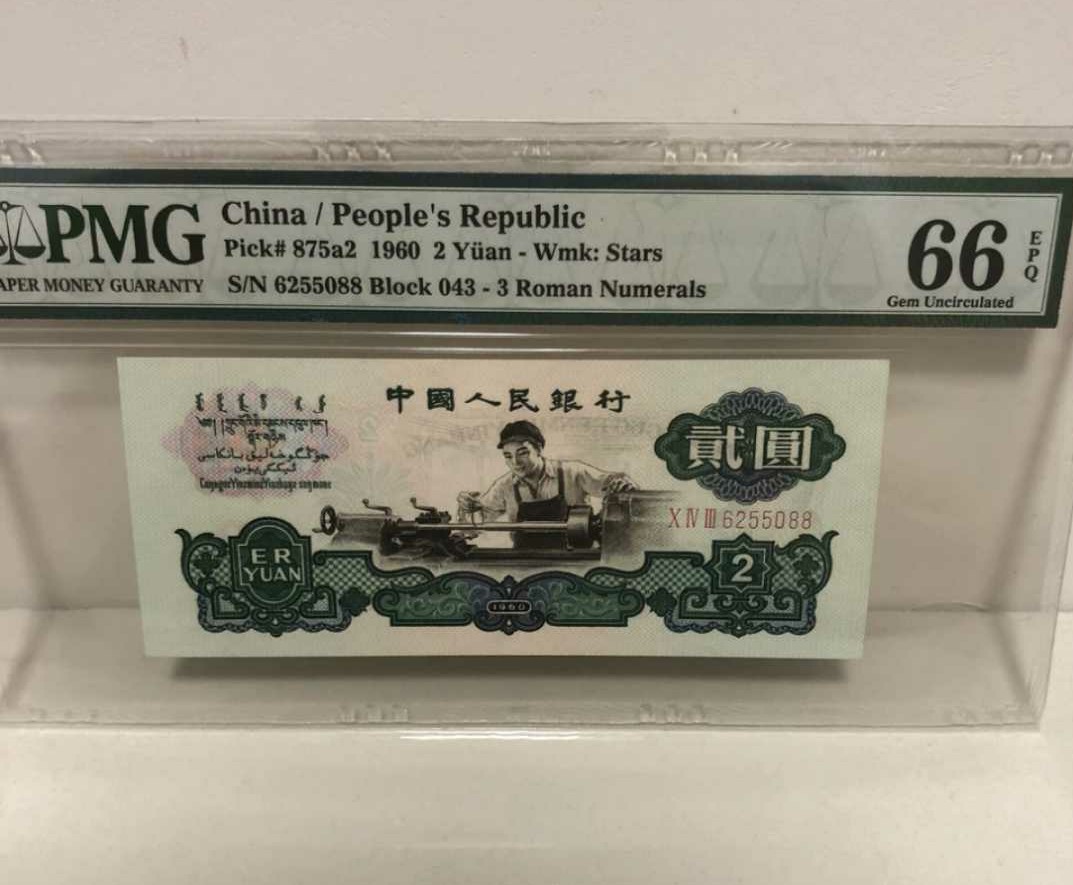 PMG
APER MONEY GUARANTY
China / People's Republic
Pick# 875a2 1960 2 Yüan - Wmk: Stars
S/N 6255088 Block 043 - 3 Roman Numerals
66
EPQ
Gem Uncirculated
中國人民銀行
貳圓
X IV III 6255088
ER
YUAN
1960
2